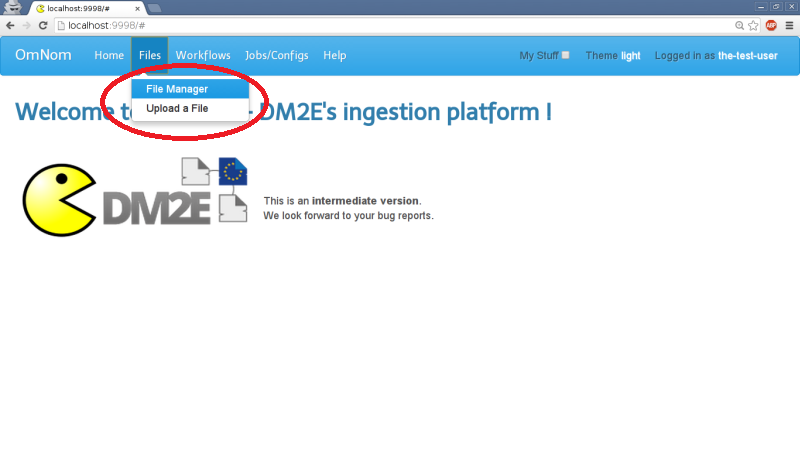 localhost:9998/#
localhost:9998/#
ABP
OmNom Home Files Workflows Jobs/Configs Help My Stuff Theme light Logged in as the-test-user
File Manager
Upload a File
Welcome to - DM2E's ingestion platform !
DM2E
This is an intermediate version.
We look forward to your bug reports.